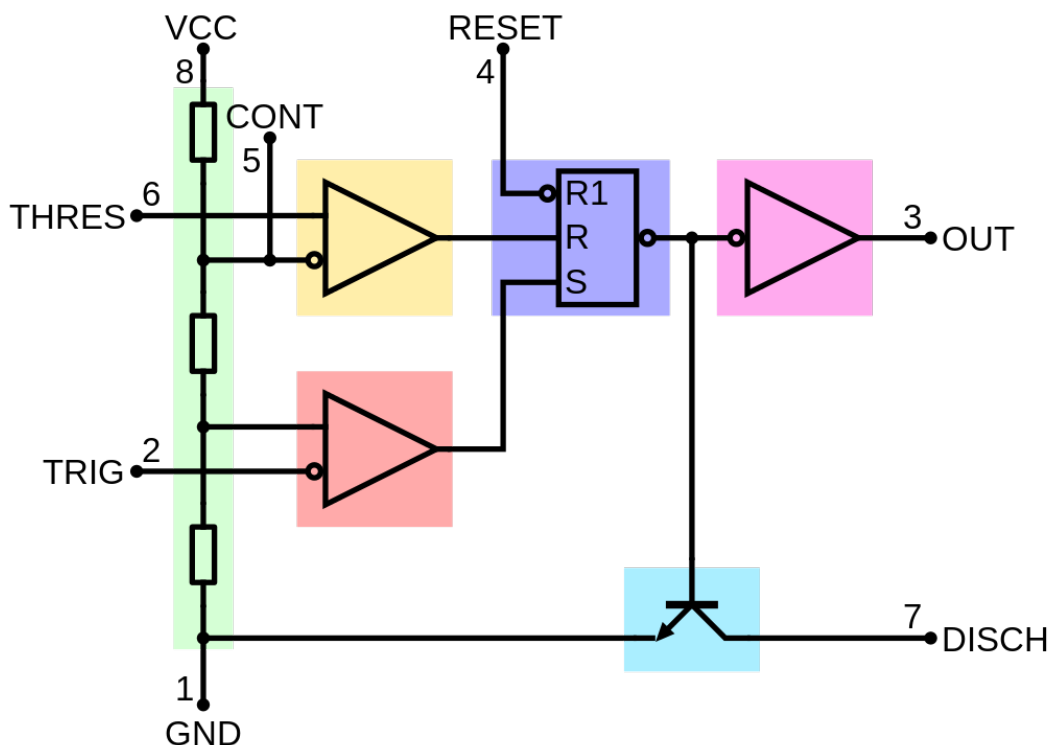 VCC
RESET
8
4
CONT
5
6
THRES
R1
R
S
3
OUT
2
TRIG
7
DISCH
1
GND